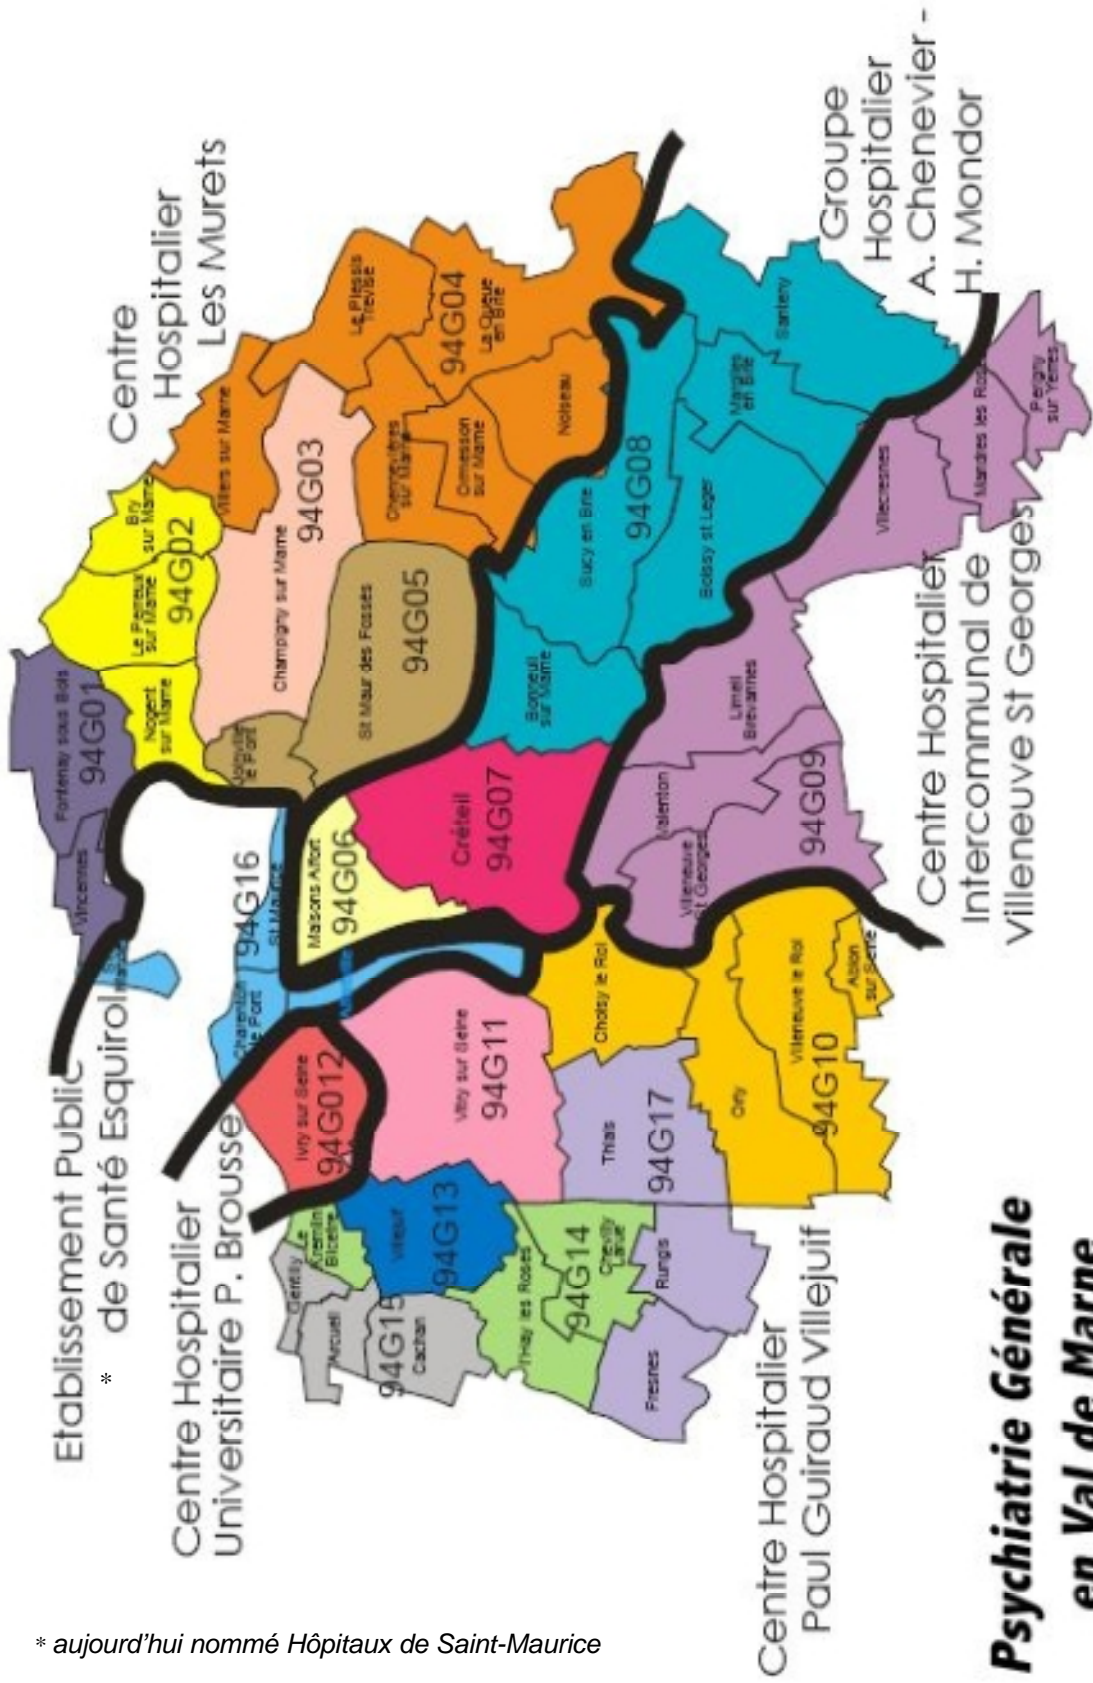 Etablissement Public
de Santé Esquirol
*
Centre
Hospitalier
Les Murets
Centre Hospitalier
Universitaire P. Brousse
Groupe
Hospitalier
A. Chenevier -
H. Mondor
Centre Hospitalier
Intercommunal de
Villeneuve St Georges
Centre Hospitalier
Paul Guiraud Villejuif
Vincennes
Fontenay sous Bois
94G01
Nogent
sur Marne
Le Perreux
sur Marne
Bry
sur Marne
94G02
Champigny sur Marne
94G03
Villiers sur Marne
Le Plessis
Trévise
94G04
La Queue
en Brie
Chennevières
sur Marne
Ormesson
sur Marne
Noiseau
Joinville
le Pont
St Maur des Fossés
94G05
Charenton
le Pont
94G16
St Maurice
Maisons Alfort
94G06
Créteil
94G07
Bonneuil
sur Marne
Sucy en Brie
94G08
Boissy st Leger
Marolles
en Brie
Santeny
Valenton
Villeneuve
St Georges
94G09
Limeil
Brevannes
Villecresnes
Mandres les Roses
Perigny
sur Yerres
Ivry sur Seine
94G012
Vitry sur Seine
94G11
Choisy le Roi
Orly
Villeneuve le Roi
Ablon
sur Seine
94G10
Thiais
94G17
Rungis
Fresnes
Villejuif
94G13
Le
Kremlin
Bicetre
l'Hay les Roses
94G14
Chevilly
Larue
Gentilly
Arcueil
94G15
Cachan
Psychiatrie Générale
en Val de Marne
* aujourd'hui nommé Hôpitaux de Saint-Maurice